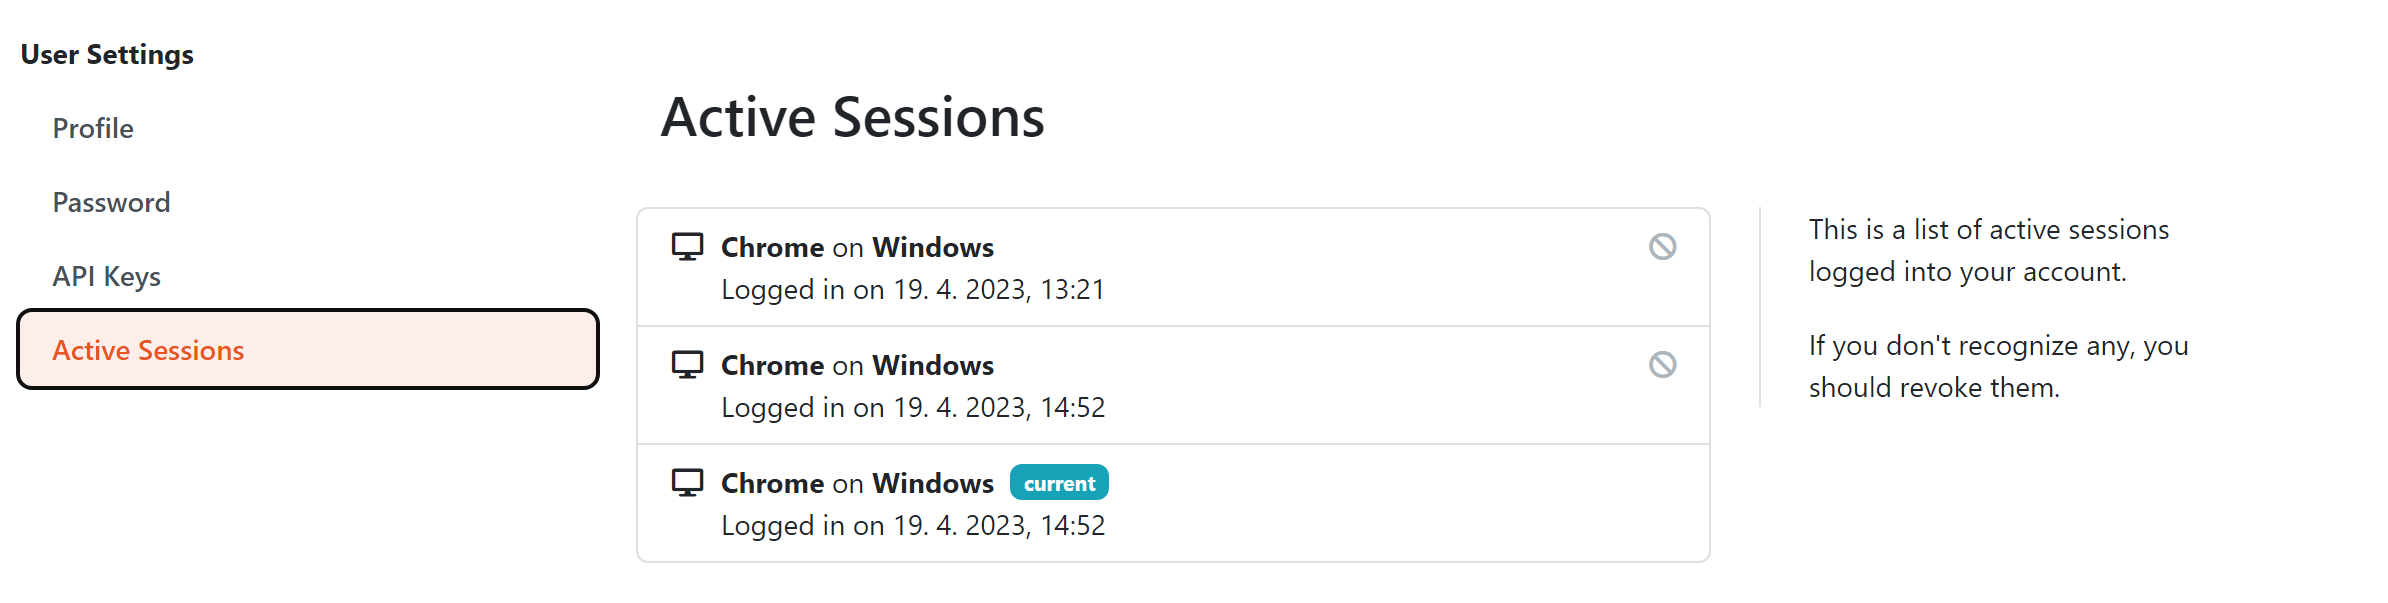 User Settings
Profile
Password
API Keys
Active Sessions
Active Sessions
Chrome on Windows
Logged in on 19. 4. 2023, 13:21
Chrome on Windows
Logged in on 19. 4. 2023, 14:52
Chrome on Windows current
Logged in on 19. 4. 2023, 14:52
This is a list of active sessions
logged into your account.
If you don't recognize any, you
should revoke them.